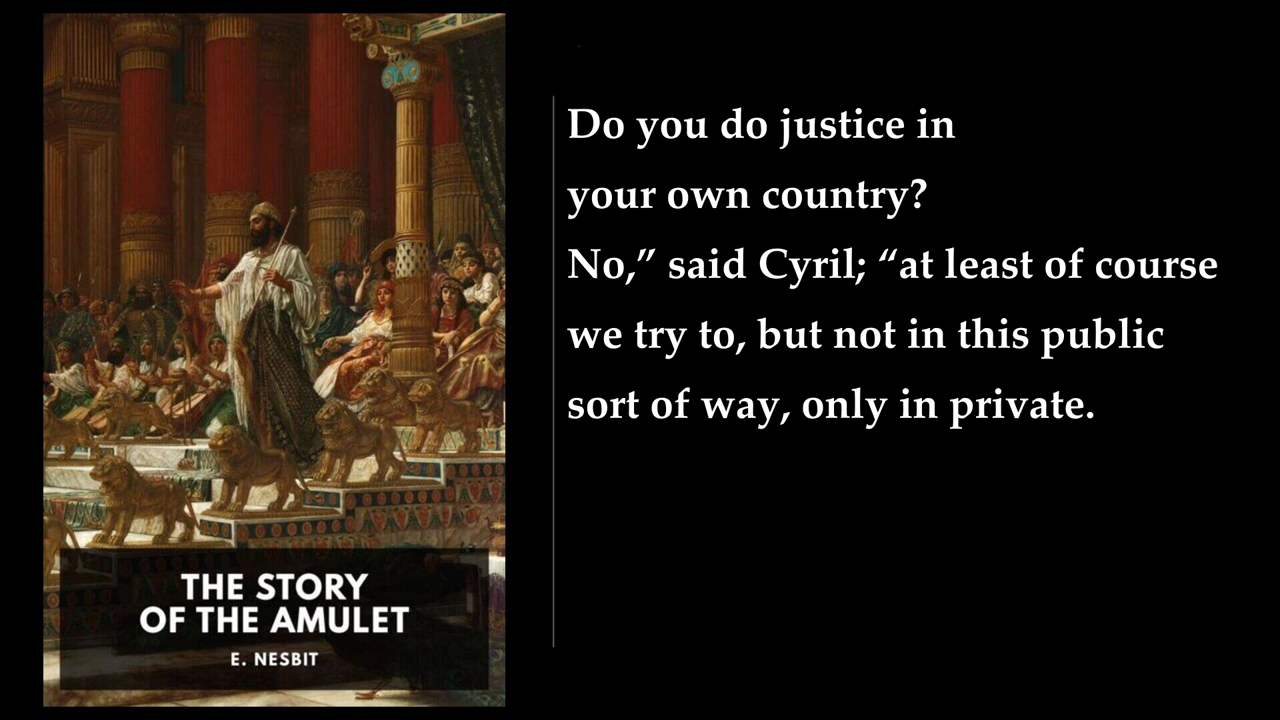 THE STORY
OF THE AMULET
E. NESBIT
Do you do justice in
your own country?
No,” said Cyril; “at least of course
we try to, but not in this public
sort of way, only in private.